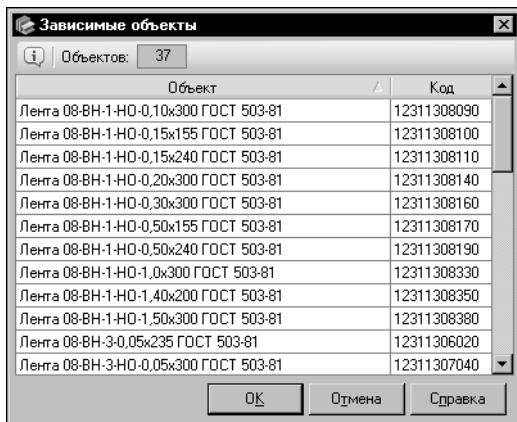 Зависимые объекты
Объектов: 37
Объект Код
Лента 08-ВН-1-НО-0,10х300 ГОСТ 503-81 12311308090
Лента 08-ВН-1-НО-0,15х155 ГОСТ 503-81 12311308100
Лента 08-ВН-1-НО-0,15х240 ГОСТ 503-81 12311308110
Лента 08-ВН-1-НО-0,20х300 ГОСТ 503-81 12311308140
Лента 08-ВН-1-НО-0,30х300 ГОСТ 503-81 12311308160
Лента 08-ВН-1-НО-0,50х155 ГОСТ 503-81 12311308170
Лента 08-ВН-1-НО-0,50х240 ГОСТ 503-81 12311308190
Лента 08-ВН-1-НО-1,0х300 ГОСТ 503-81 12311308330
Лента 08-ВН-1-НО-1,40х200 ГОСТ 503-81 12311308350
Лента 08-ВН-1-НО-1,50х300 ГОСТ 503-81 12311308380
Лента 08-ВН-3-0,05х235 ГОСТ 503-81 12311306020
Лента 08-ВН-3-НО-0,05х300 ГОСТ 503-81 12311307040
OK Отмена Справка